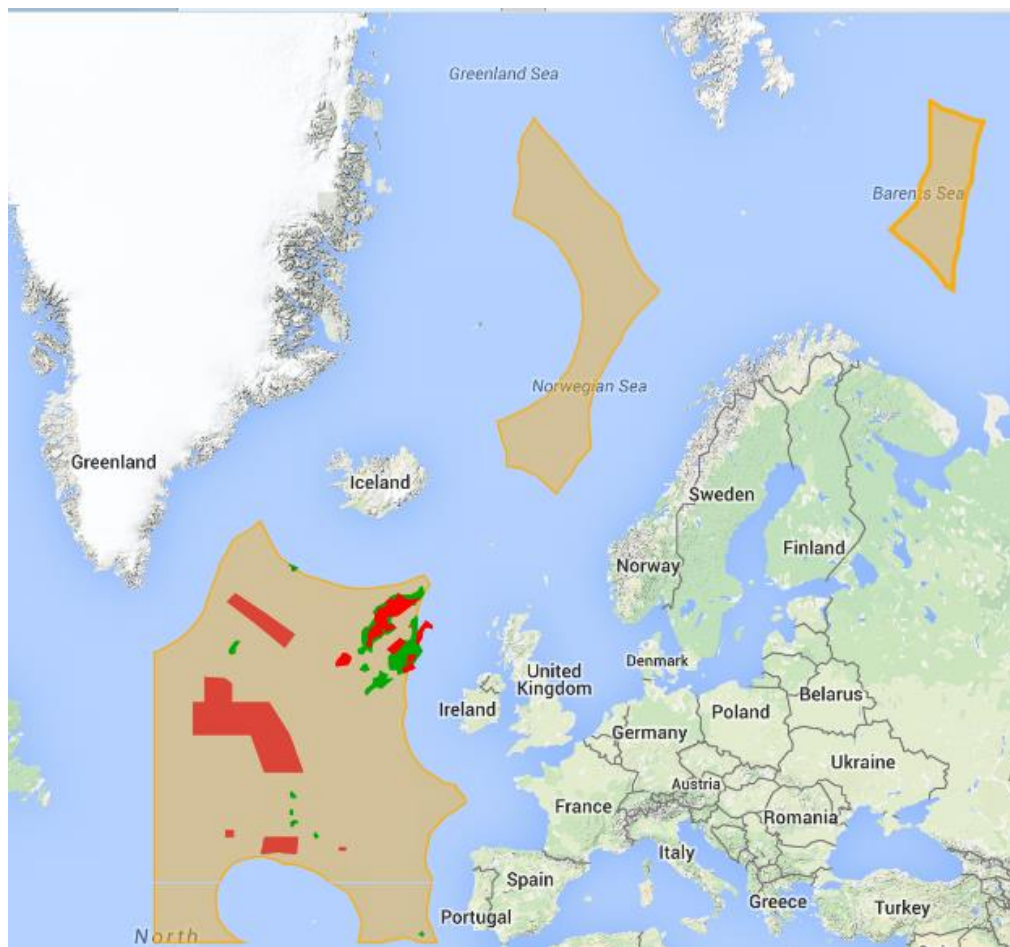 Greenland Sea
Barents Sea
Norwegian Sea
Greenland
Iceland
Sweden
Finland
Norway
Denmark
United
Kingdom
Ireland
Belarus
Poland
Germany
Ukraine
Austria
France
Romania
Italy
Spain
Greece
Turkey
Portugal
North